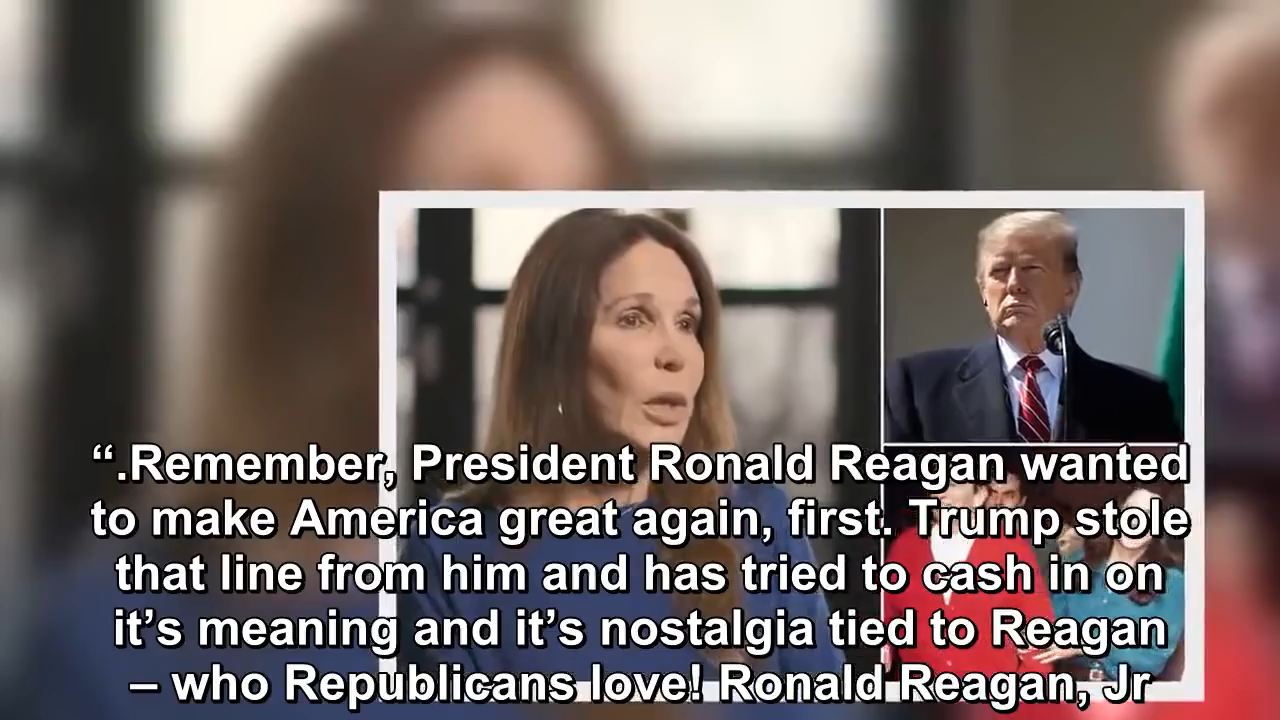 “.Remember, President Ronald Reagan wanted
to make America great again, first. Trump stole
that line from him and has tried to cash in on
it’s meaning and it’s nostalgia tied to Reagan
– who Republicans love! Ronald Reagan, Jr